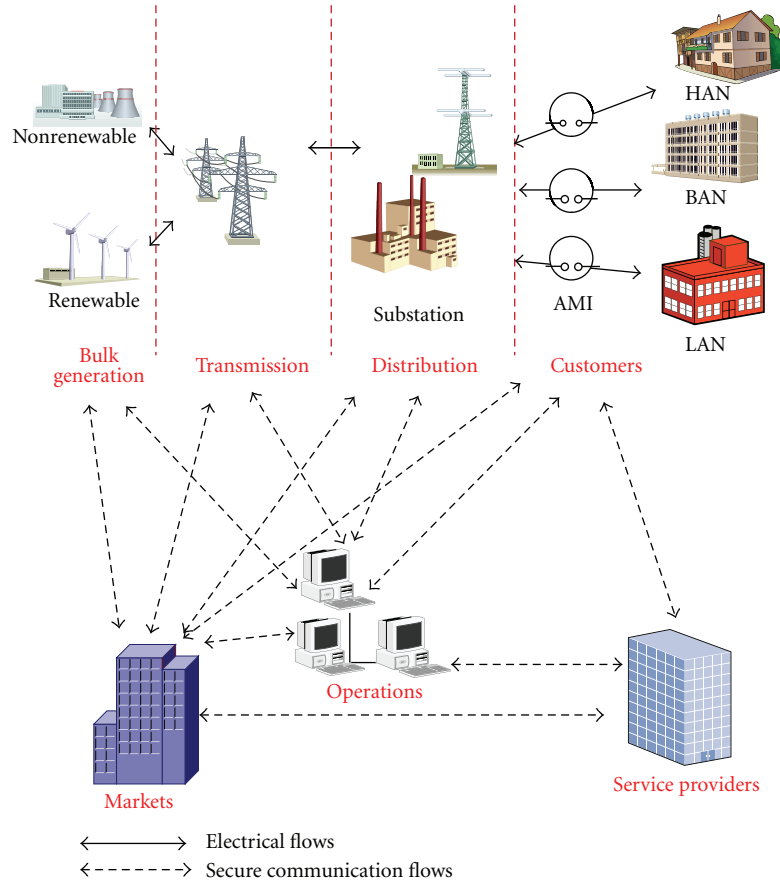 Nonrenewable
Renewable
Substation
AMI
HAN
BAN
LAN
Bulk
generation
Transmission
Distribution
Customers
Operations
Markets
Service providers
Electrical flows
Secure communication flows